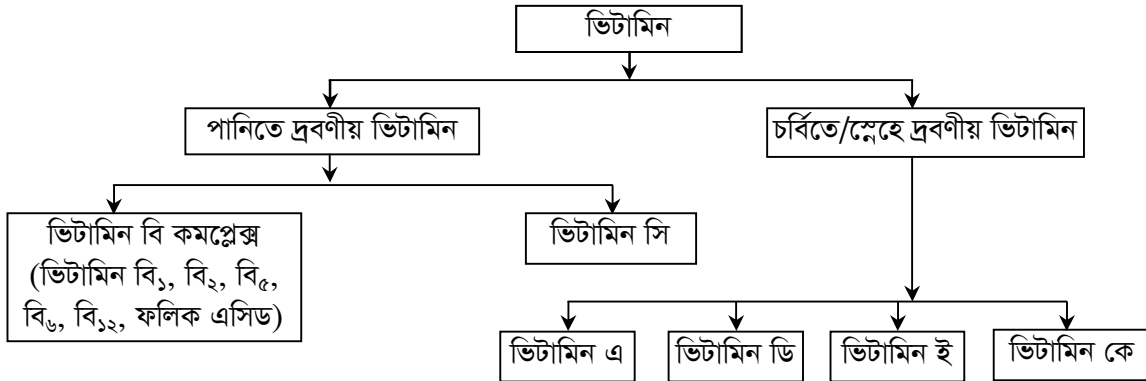 ভিটামিন
পানিতে দ্রবণীয় ভিটামিন
চর্বিতে/স্নেহে দ্রবণীয় ভিটামিন
ভিটামিন বি কমপ্লেক্স
(ভিটামিন বি₁, বি₂, বি₅,
বি₆, বি₁₂, ফলিক এসিড)
ভিটামিন সি
ভিটামিন এ
ভিটামিন ডি
ভিটামিন ই
ভিটামিন কে